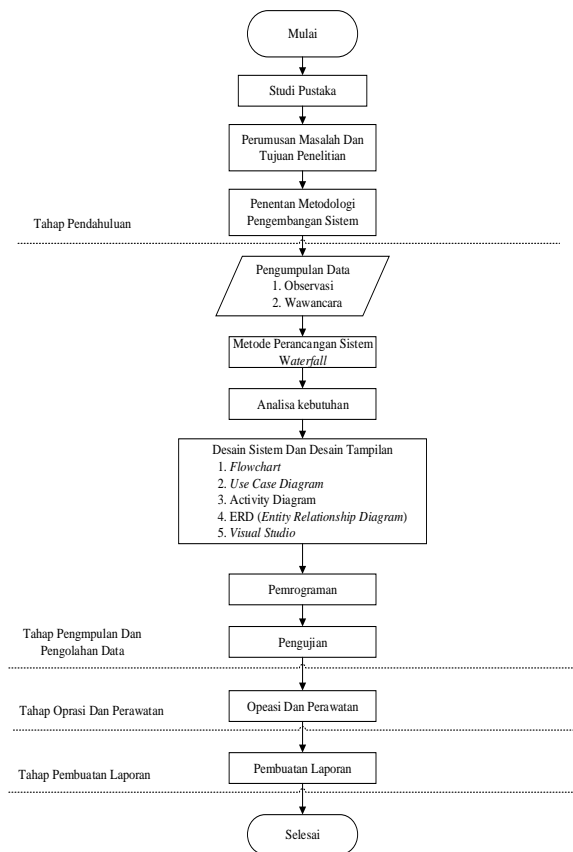 Mulai
Studi Pustaka
Perumusan Masalah Dan
Tujuan Penelitian
Penentan Metodologi
Pengembangan Sistem
Tahap Pendahuluan
Pengumpulan Data
1. Observasi
2. Wawancara
Metode Perancangan Sistem
Waterfall
Analisa kebutuhan
Desain Sistem Dan Desain Tampilan
1. Flowchart
2. Use Case Diagram
3. Activity Diagram
4. ERD (Entity Relationship Diagram)
5. Visual Studio
Pemrograman
Pengujian
Tahap Pengmpulan Dan
Pengolahan Data
Opeasi Dan Perawatan
Tahap Oprasi Dan Perawatan
Pembuatan Laporan
Tahap Pembuatan Laporan
Selesai